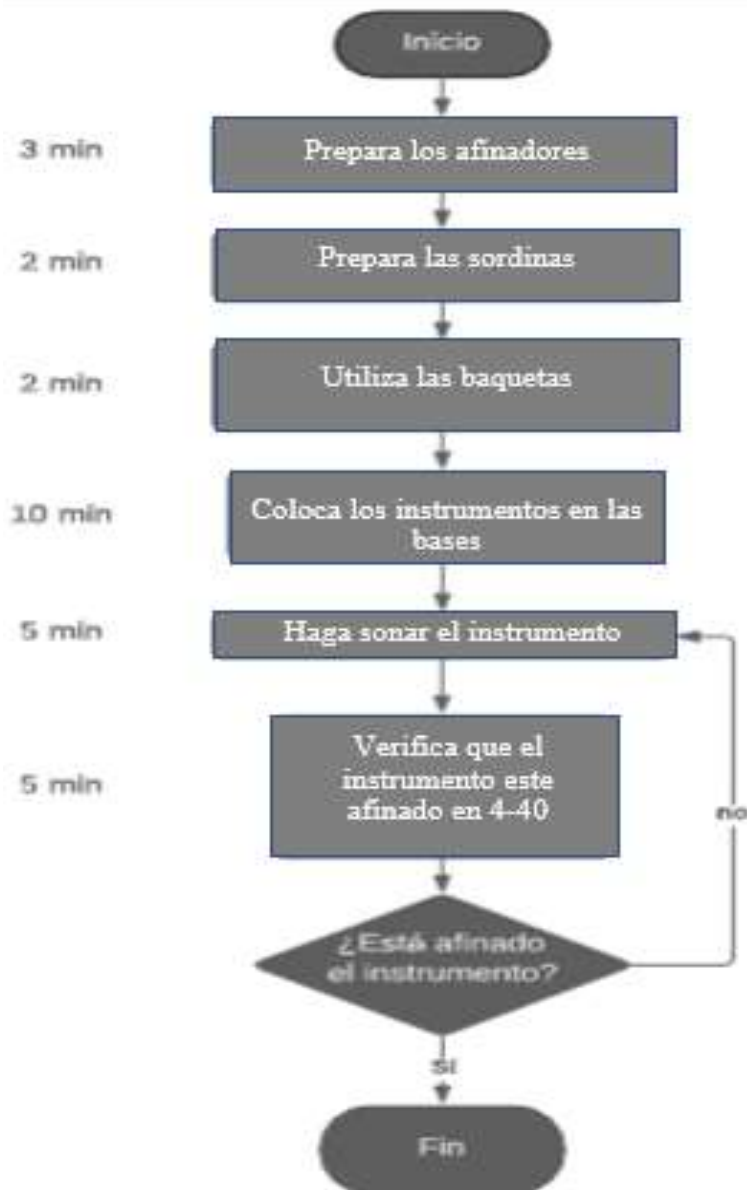 Inicio
3 min
Prepara los afinadores
2 min
Prepara las sordinas
2 min
Utiliza las baquetas
10 min
Coloca los instrumentos en las
bases
5 min
Haga sonar el instrumento
5 min
Verifica que el
instrumento este
afinado en 4-40
no
¿Está afinado
el instrumento?
Sí
Fin